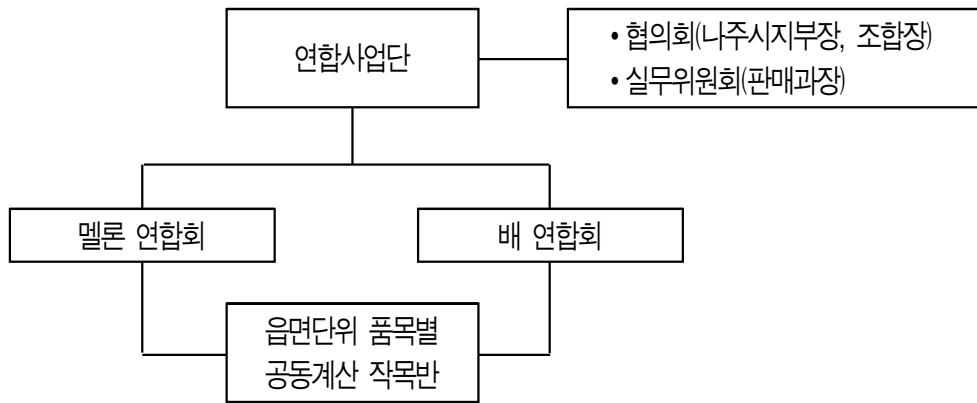 연합사업단
• 협의회(나주시지부장, 조합장)
• 실무위원회(판매과장)
멜론 연합회
배 연합회
읍면단위 품목별
공동계산 작목반